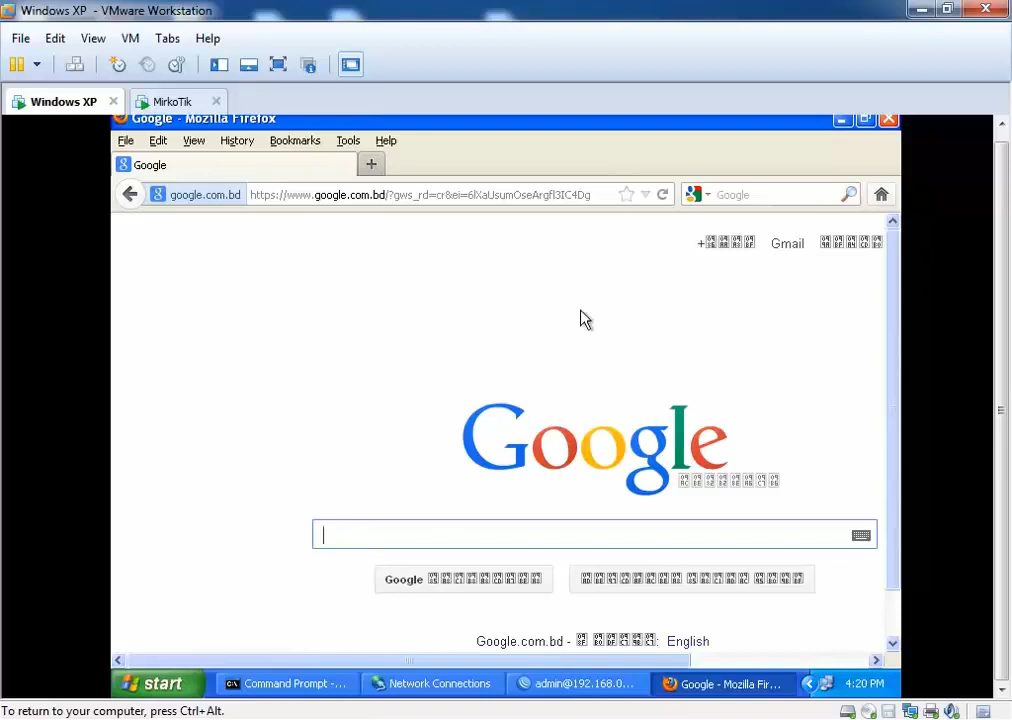 Windows XP - VMware Workstation
File Edit View VM Tabs Help
Windows XP MirkoTik
Google - Mozilla Firefox
File Edit View History Bookmarks Tools Help
Google
google.com.bd https://www.google.com.bd/?gws_rd=cr&ei=6lXaUsumOseArgfl3IC4Dg Google
Gmail
Google
Google
Google.com.bd - English
start Command Prompt -... Network Connections admin@192.168.0... Google - Mozilla Fir... 4:20 PM
To return to your computer, press Ctrl+Alt.